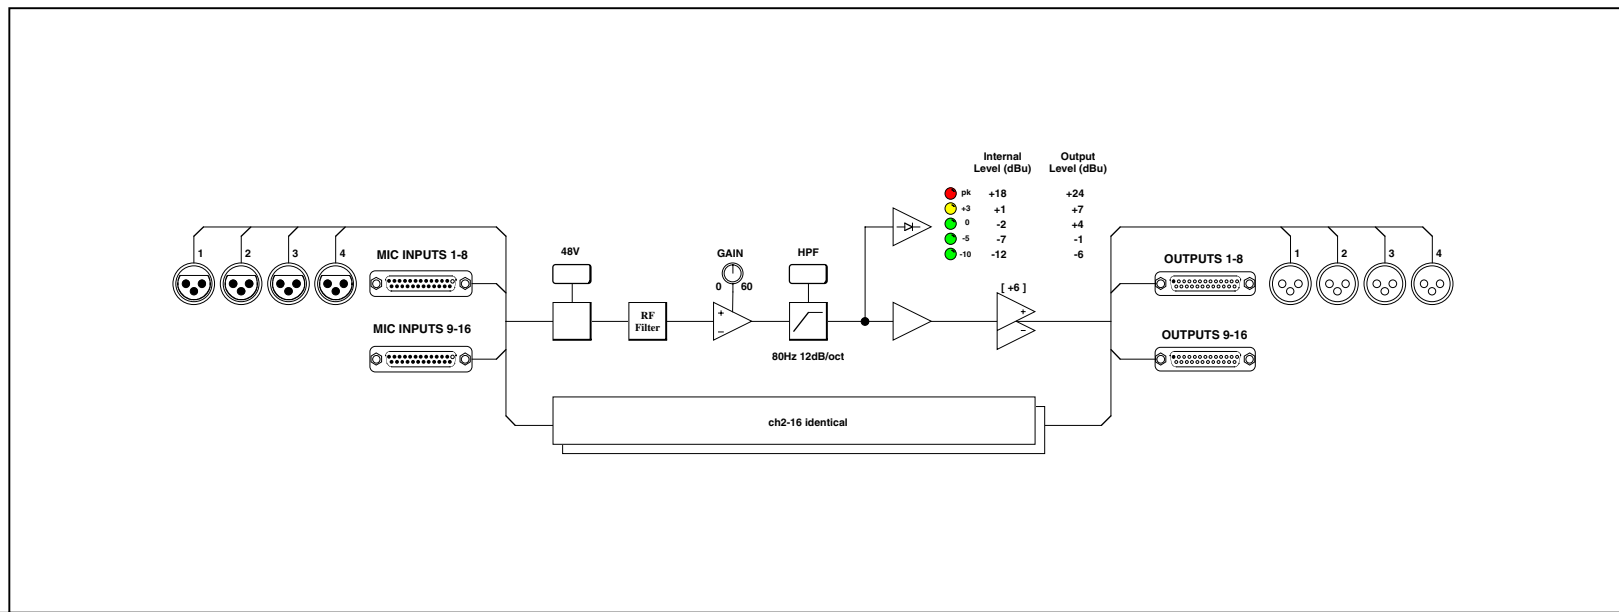 Internal Level (dBu)
Output Level (dBu)
pk +18 +24
+3 +1 +7
0 -2 +4
-5 -7 -1
-10 -12 -6
1 2 3 4
MIC INPUTS 1-8
MIC INPUTS 9-16
48V
RF
Filter
GAIN
0 60
+
–
HPF
80Hz 12dB/oct
[ +6 ]
+
–
OUTPUTS 1-8
OUTPUTS 9-16
1 2 3 4
ch2-16 identical